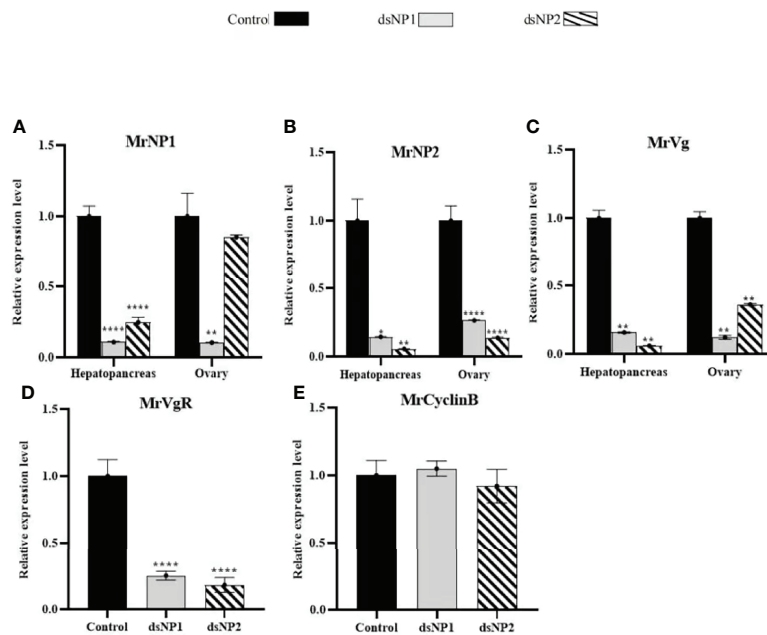 Control dsNP1 dsNP2
A B C
MrNP1 MrNP2 MrVg
Relative expression level
1.5
1.0
0.5
0.0
**** **** **
Hepatopancreas Ovary
Relative expression level
1.5
1.0
0.5
0.0
* ** **** ****
Hepatopancreas Ovary
Relative expression level
1.5
1.0
0.5
0.0
** ** ** **
Hepatopancreas Ovary
D E
MrVgR MrCyclinB
Relative expression level
1.5
1.0
0.5
0.0
**** ****
Control dsNP1 dsNP2
Relative expression level
1.5
1.0
0.5
0.0
Control dsNP1 dsNP2